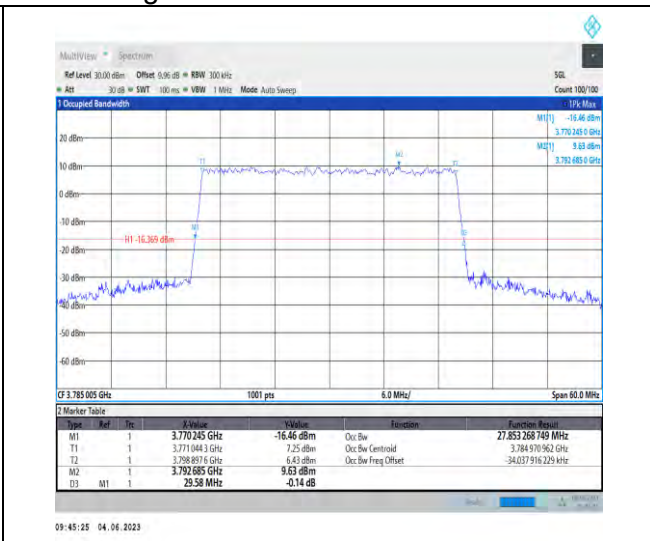 MultiView Spectrum
Ref Level 30.00 dBm Offset 9.96 dB RBW 300 kHz SGL
Att 30 dB SWT 100 ms VBW 1 MHz Mode Auto Sweep Count 100/100
1 Occupied Bandwidth 1Pk Max
M1[1] -16.46 dBm
3.770 245 0 GHz
20 dBm M2[1] 9.63 dBm
3.792 685 0 GHz
M2
10 dBm T1 T2
0 dBm
-10 dBm
M1
H1 -16.369 dBm
-20 dBm
-30 dBm
-40 dBm
-50 dBm
-60 dBm
CF 3.785 005 GHz 1001 pts 6.0 MHz/ Span 60.0 MHz
2 Marker Table
Type Ref Trc X-Value Y-Value Function Function Result
M1 1 3.770 245 GHz -16.46 dBm Occ Bw 27.853 268 749 MHz
T1 1 3.771 044 3 GHz 7.25 dBm Occ Bw Centroid 3.784 970 962 GHz
T2 1 3.798 897 6 GHz 6.43 dBm Occ Bw Freq Offset -34.037 916 229 kHz
M2 1 3.792 685 GHz 9.63 dBm
D3 M1 1 29.58 MHz -0.14 dB
09:45:25 04.06.2023